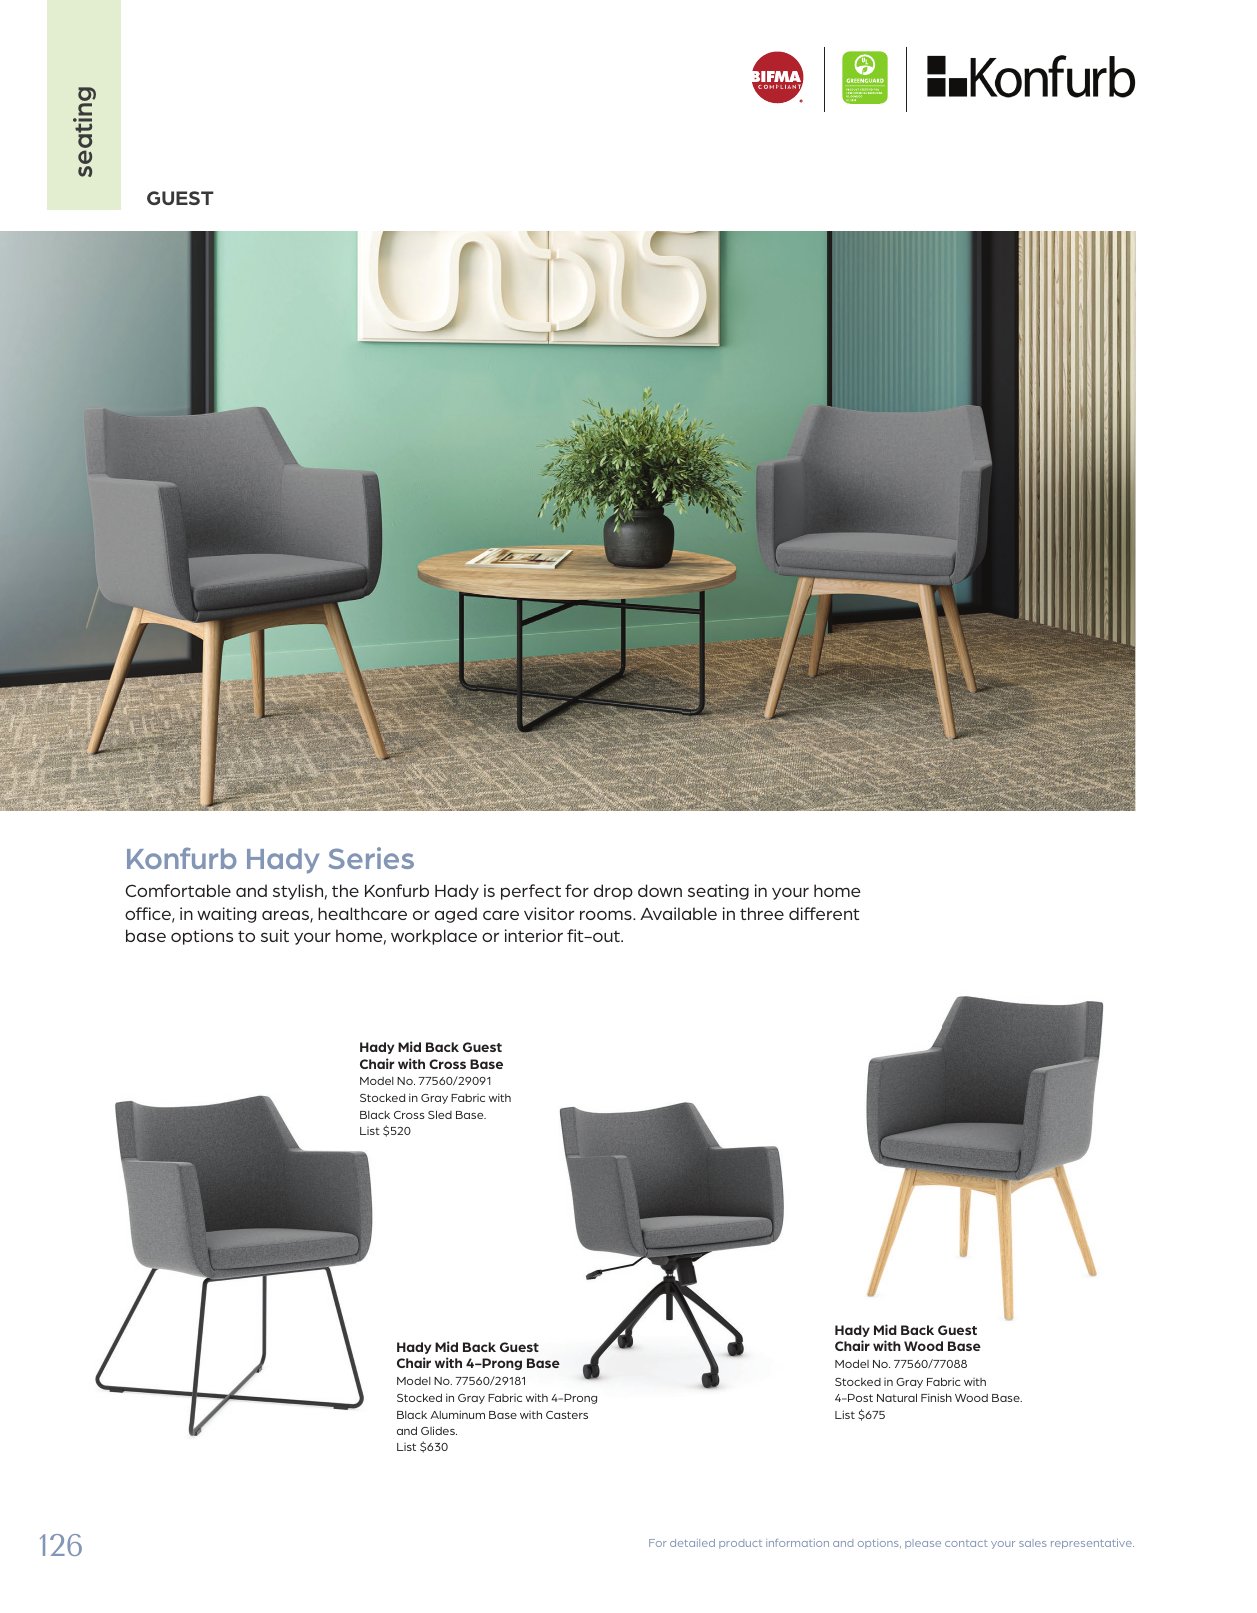 seating
BIFMA
COMPLIANT
UL
GREENGUARD
Konfurb
GUEST
Konfurb Hady Series
Comfortable and stylish, the Konfurb Hady is perfect for drop down seating in your home
office, in waiting areas, healthcare or aged care visitor rooms. Available in three different
base options to suit your home, workplace or interior fit-out.
Hady Mid Back Guest
Chair with Cross Base
Model No. 77560/29091
Stocked in Gray Fabric with
Black Cross Sled Base.
List $520
Hady Mid Back Guest
Chair with 4-Prong Base
Model No. 77560/29181
Stocked in Gray Fabric with 4-Prong
Black Aluminum Base with Casters
and Glides.
List $630
Hady Mid Back Guest
Chair with Wood Base
Model No. 77560/77088
Stocked in Gray Fabric with
4-Post Natural Finish Wood Base.
List $675
126
For detailed product information and options, please contact your sales representative.